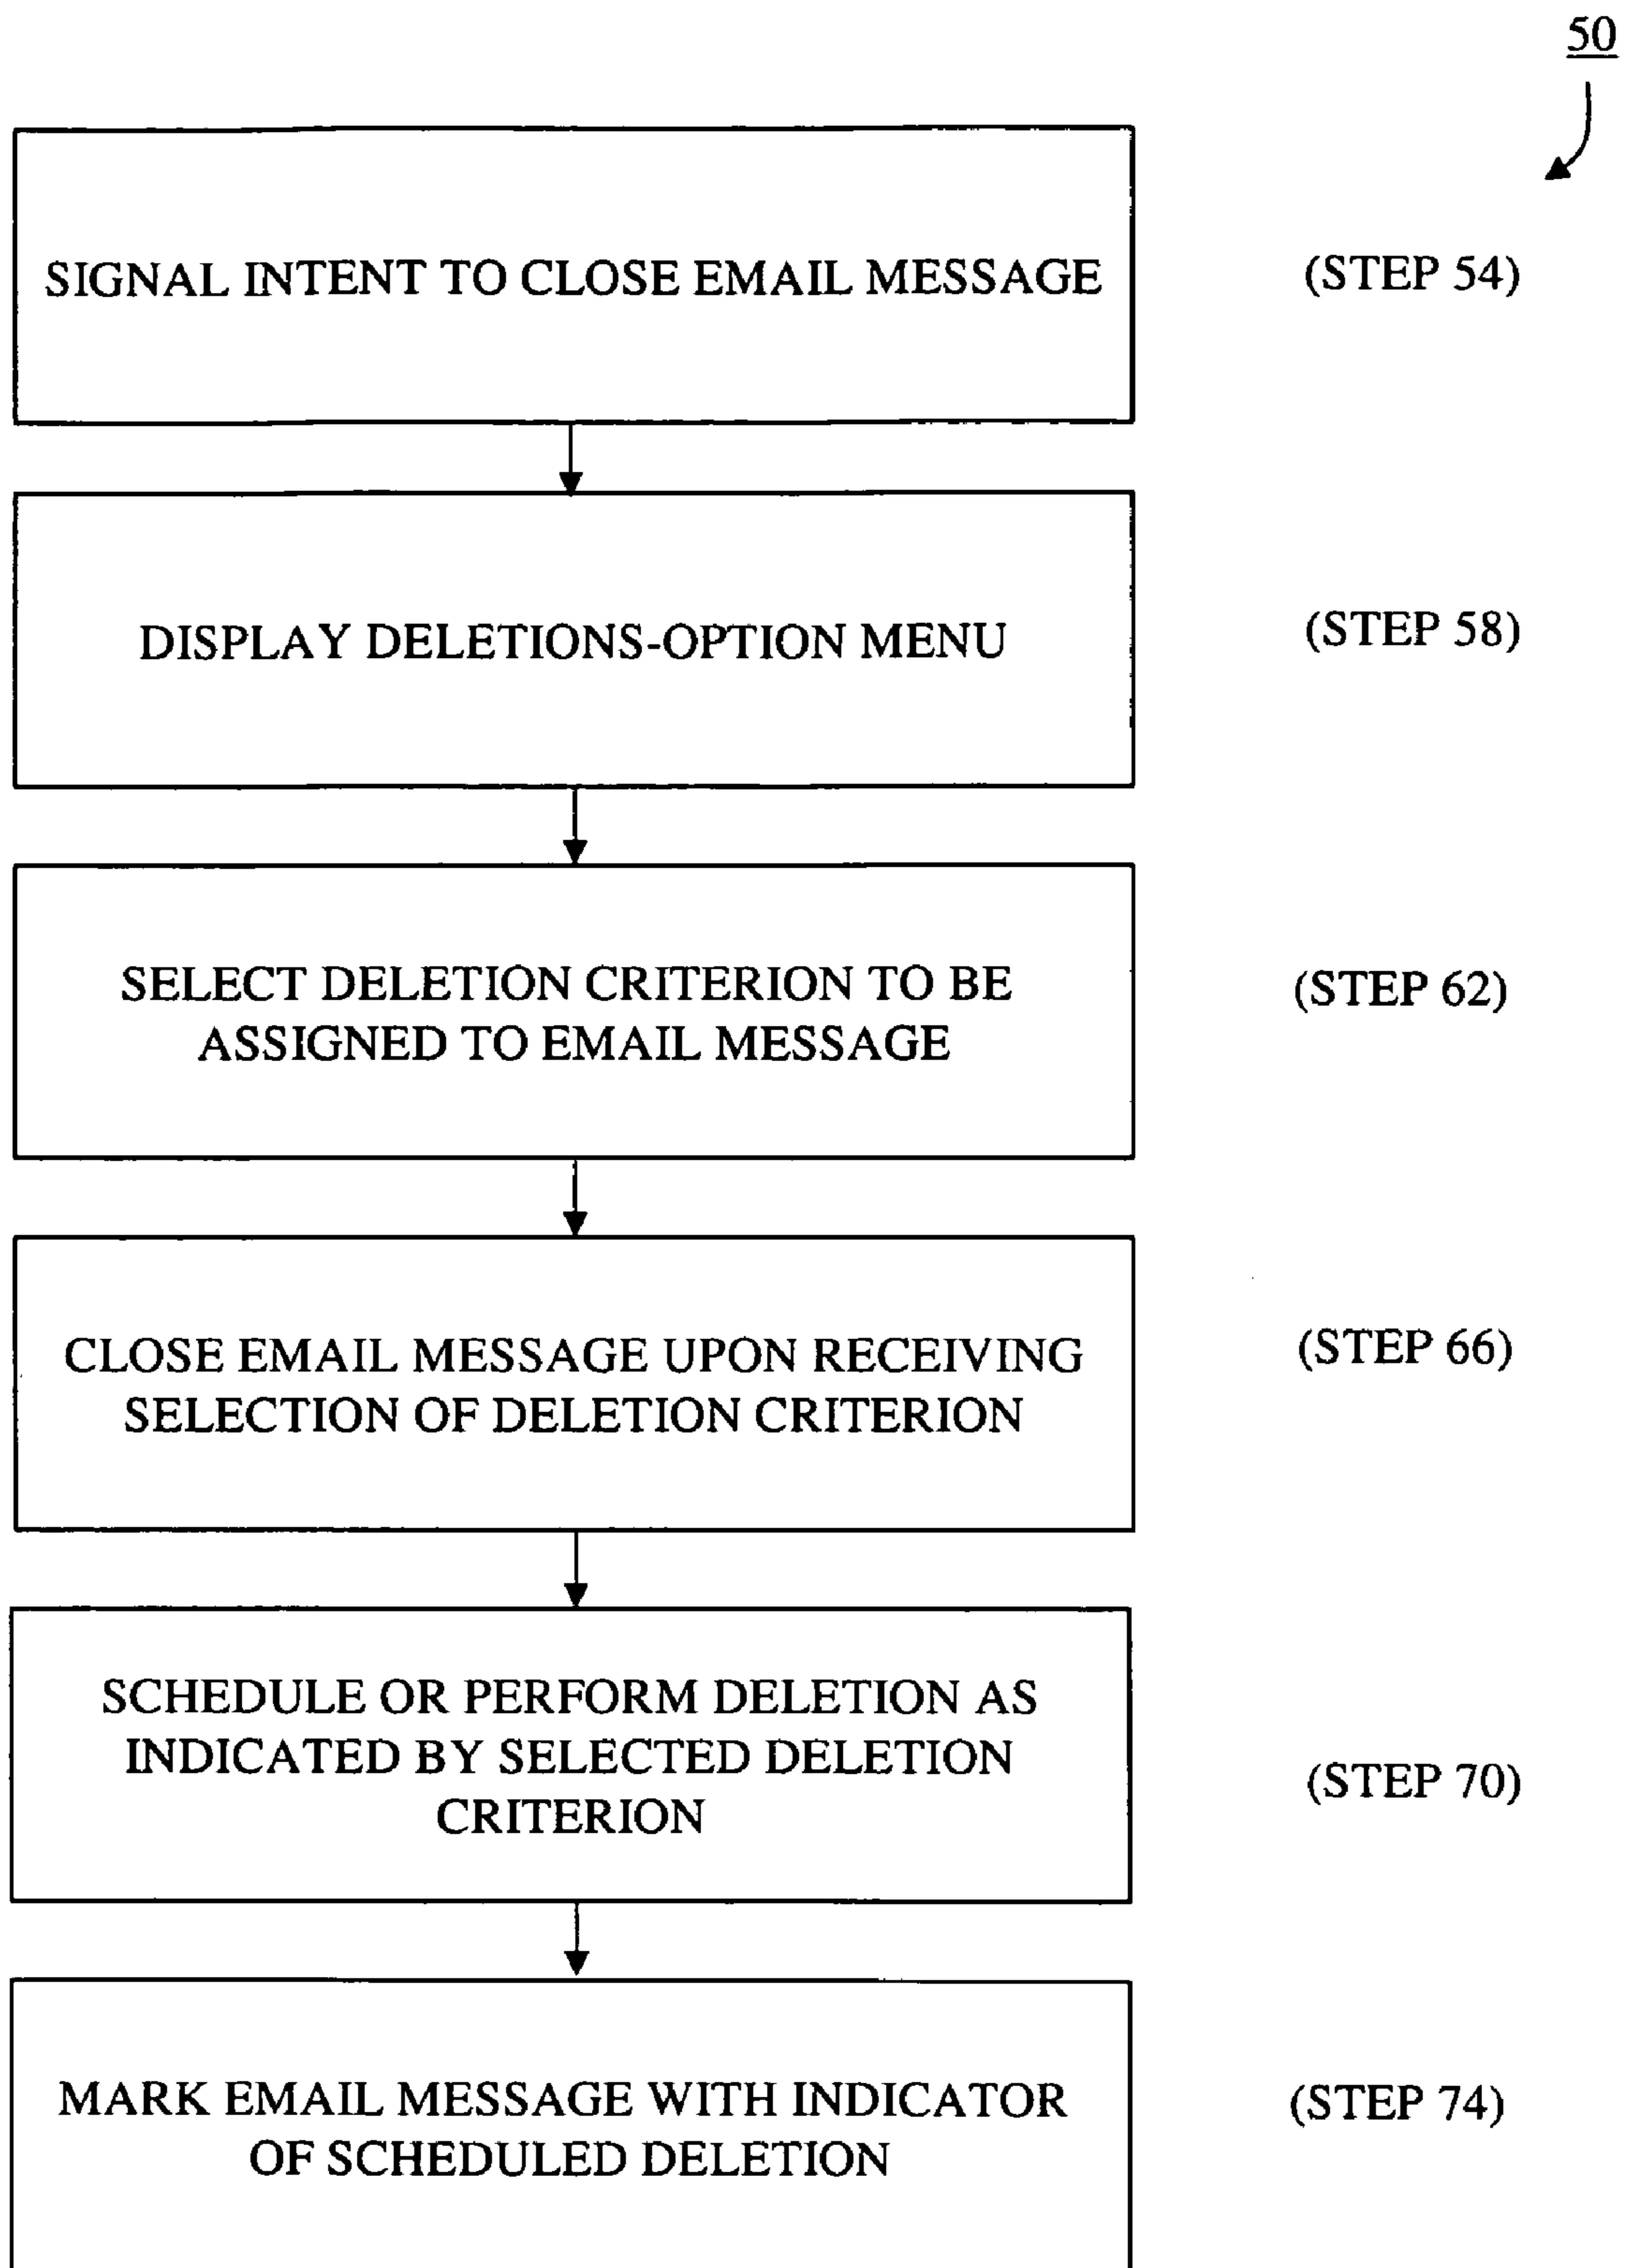 50
SIGNAL INTENT TO CLOSE EMAIL MESSAGE
(STEP 54)
DISPLAY DELETIONS-OPTION MENU
(STEP 58)
SELECT DELETION CRITERION TO BE
ASSIGNED TO EMAIL MESSAGE
(STEP 62)
CLOSE EMAIL MESSAGE UPON RECEIVING
SELECTION OF DELETION CRITERION
(STEP 66)
SCHEDULE OR PERFORM DELETION AS
INDICATED BY SELECTED DELETION
CRITERION
(STEP 70)
MARK EMAIL MESSAGE WITH INDICATOR
OF SCHEDULED DELETION
(STEP 74)